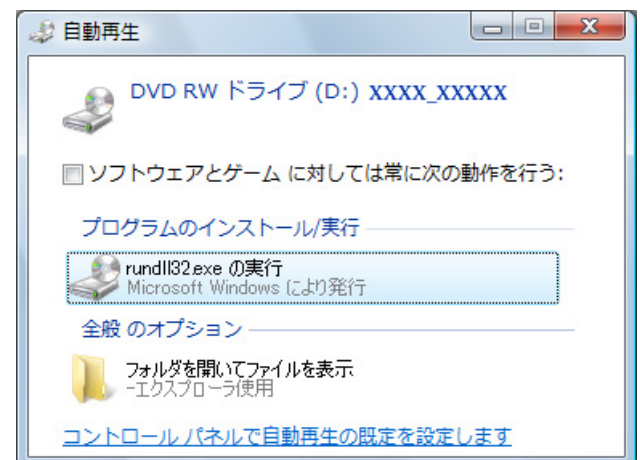 自動再生
DVD RW ドライブ (D:) XXXX_XXXXX
ソフトウェアとゲーム に対しては常に次の動作を行う:
プログラムのインストール/実行
rundll32.exe の実行
Microsoft Windows により発行
全般 のオプション
フォルダを開いてファイルを表示
-エクスプローラ使用
コントロール パネルで自動再生の既定を設定します